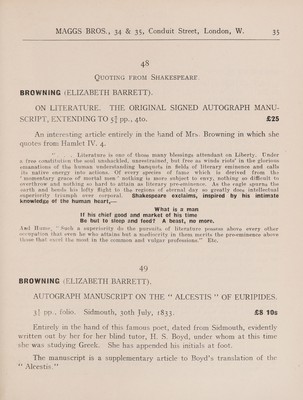 MAGGS BROS., 34 & 35, Conduit Street, London, W. 35
48
QUOTING FROM SHAKESPEARE.
BROWNING (ELIZABETH BARRETT).
ON LITERATURE. THE ORIGINAL SIGNED AUTOGRAPH MANU-
SCRIPT, EXTENDING TO 5½ pp., 4to. £25
An interesting article entirely in the hand of Mrs. Browning in which she
quotes from Hamlet IV. 4.
" . . . Literature is one of those many blessings attendant on Liberty. Under
a free constitution the soul unshackled, unrestrained, but free as winds riots' in the glorious
emanations of the human understanding banquets in fields of literary eminence and calls
its native energy into actions. Of every species of fame which is derived from the
' momentary graces of mortal men ' nothing is more subject to envy, nothing so difficult to
overthrow and nothing so hard to attain as literary pre-eminence. As the eagle spurns the
earth and bends his lofty flight to the regions of eternal day so greatly does intellectual
superiority triumph over corporal. Shakespeare exclaims, inspired by his intimate
knowledge of the human heart,—
What is a man
If his chief good and market of his time
Be but to sleep and feed? A beast, no more.
And Hume, ' Such a superiority do the pursuits of literature possess above every other
occupation that even he who attains but a mediocrity in them merits the preeminence above
those that excel the most in the common and vulgar professions." Etc.
49
BROWNING (ELIZABETH BARRETT).
AUTOGRAPH MANUSCRIPT ON THE " ALCESTIS " OF EURIPIDES.
3½ pp., folio. Sidmouth, 30th July, 1833. £8 10s
Entirely in the hand of this famous poet, dated from Sidmouth, evidently
written out by her for her blind tutor, H. S. Boyd, under whom at this time
she was studying Greek. She has appended his initials at foot.
The manuscript is a supplementary article to Boyd's translation of the
" Alcestis."